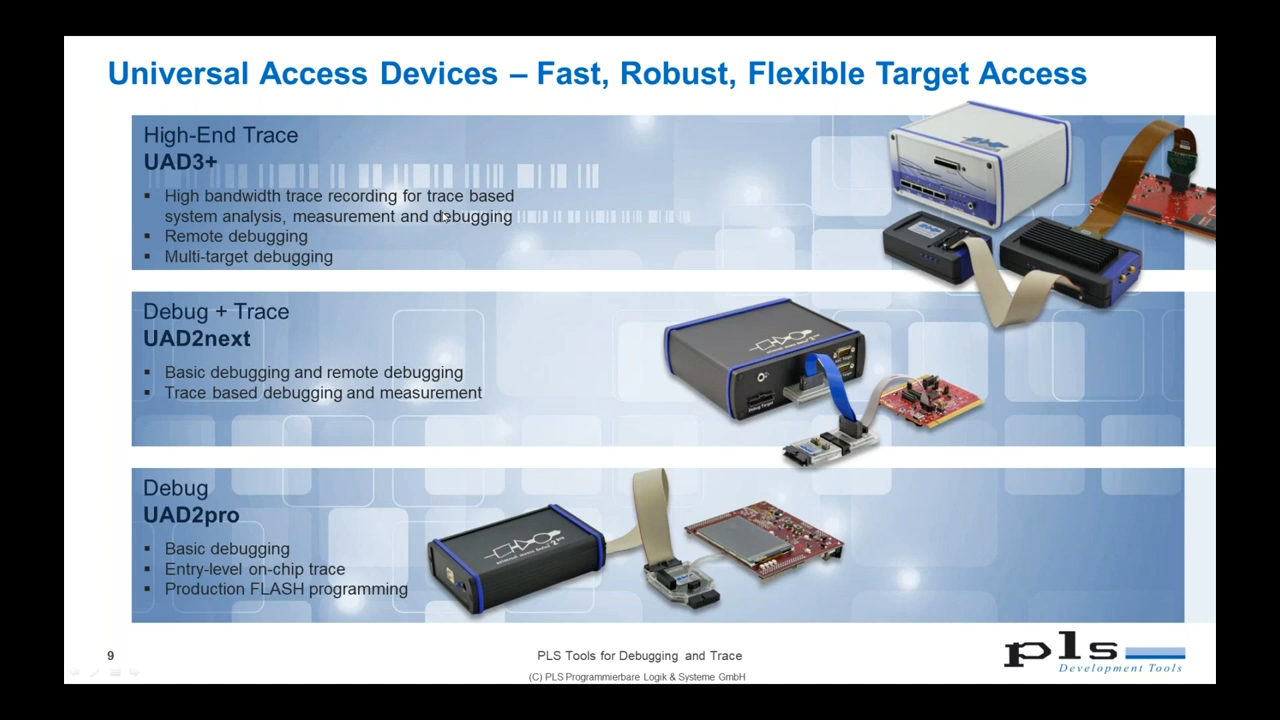 Universal Access Devices – Fast, Robust, Flexible Target Access
High-End Trace
UAD3+
▪ High bandwidth trace recording for trace based
system analysis, measurement and debugging
▪ Remote debugging
▪ Multi-target debugging
Debug + Trace
UAD2next
▪ Basic debugging and remote debugging
▪ Trace based debugging and measurement
Debug Target
Debug
UAD2pro
▪ Basic debugging
▪ Entry-level on-chip trace
▪ Production FLASH programming
9
PLS Tools for Debugging and Trace
(C) PLS Programmierbare Logik & Systeme GmbH
pls
Development Tools